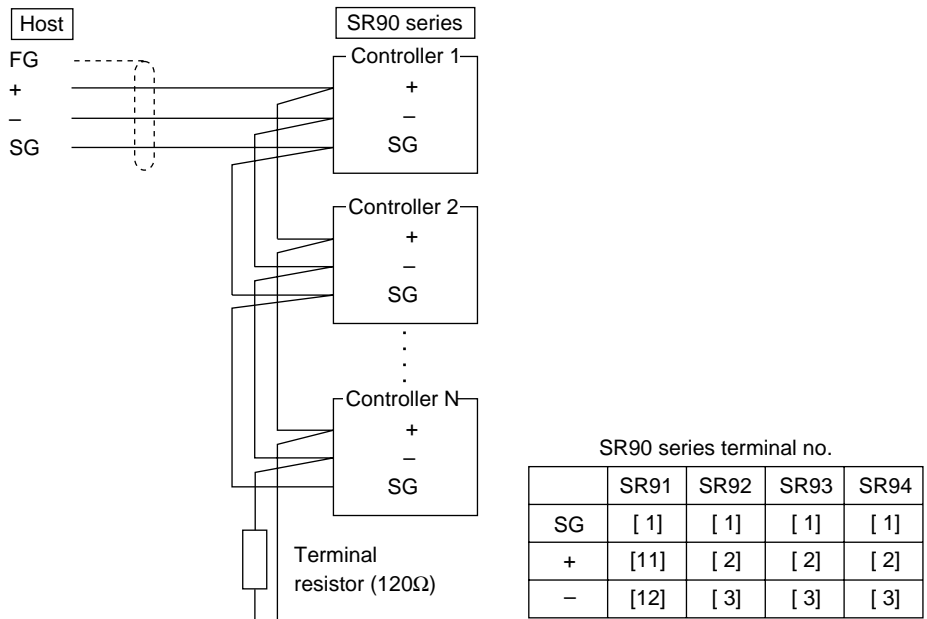 Host
SR90 series
FG
+
–
SG
Controller 1
+
–
SG
Controller 2
+
–
SG
Controller N
+
–
SG
Terminal
resistor (120Ω)
SR90 series terminal no.
SR91 SR92 SR93 SR94
SG [ 1] [ 1] [ 1] [ 1]
+ [11] [ 2] [ 2] [ 2]
– [12] [ 3] [ 3] [ 3]